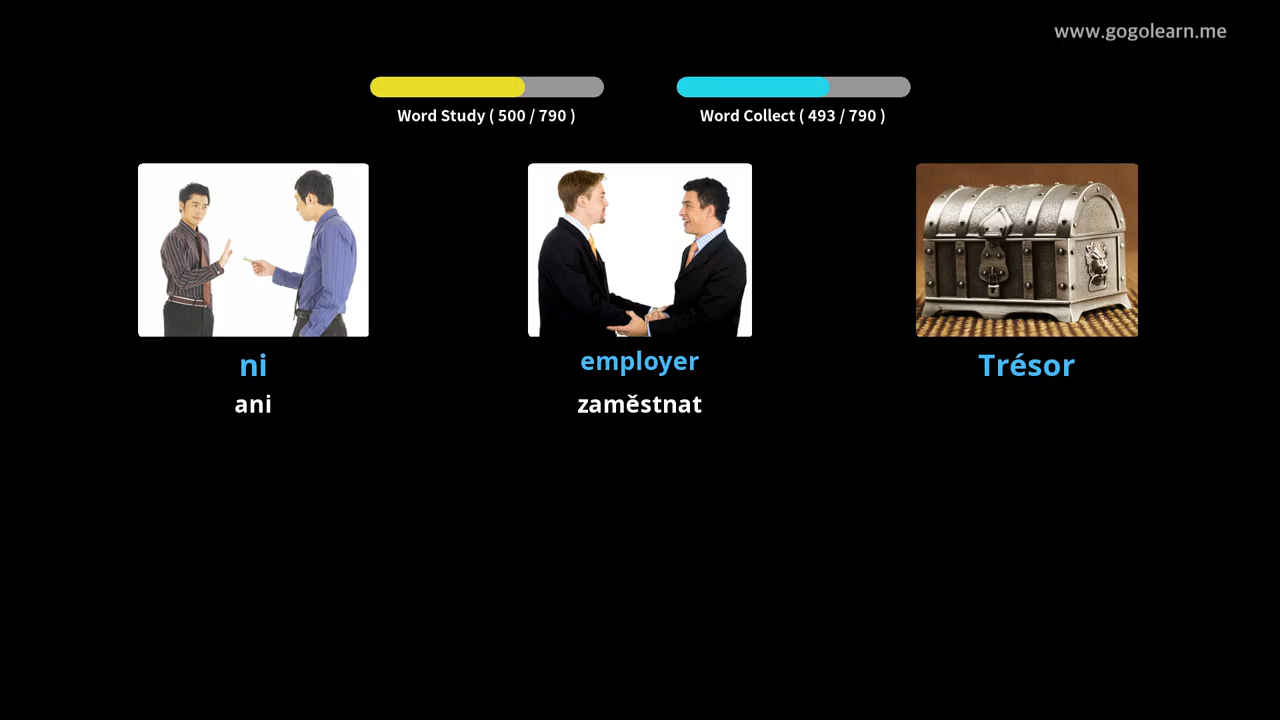 www.gogolearn.me
Word Study ( 500 / 790 )
Word Collect ( 493 / 790 )
ni
employer
Trésor
ani
zaměstnat